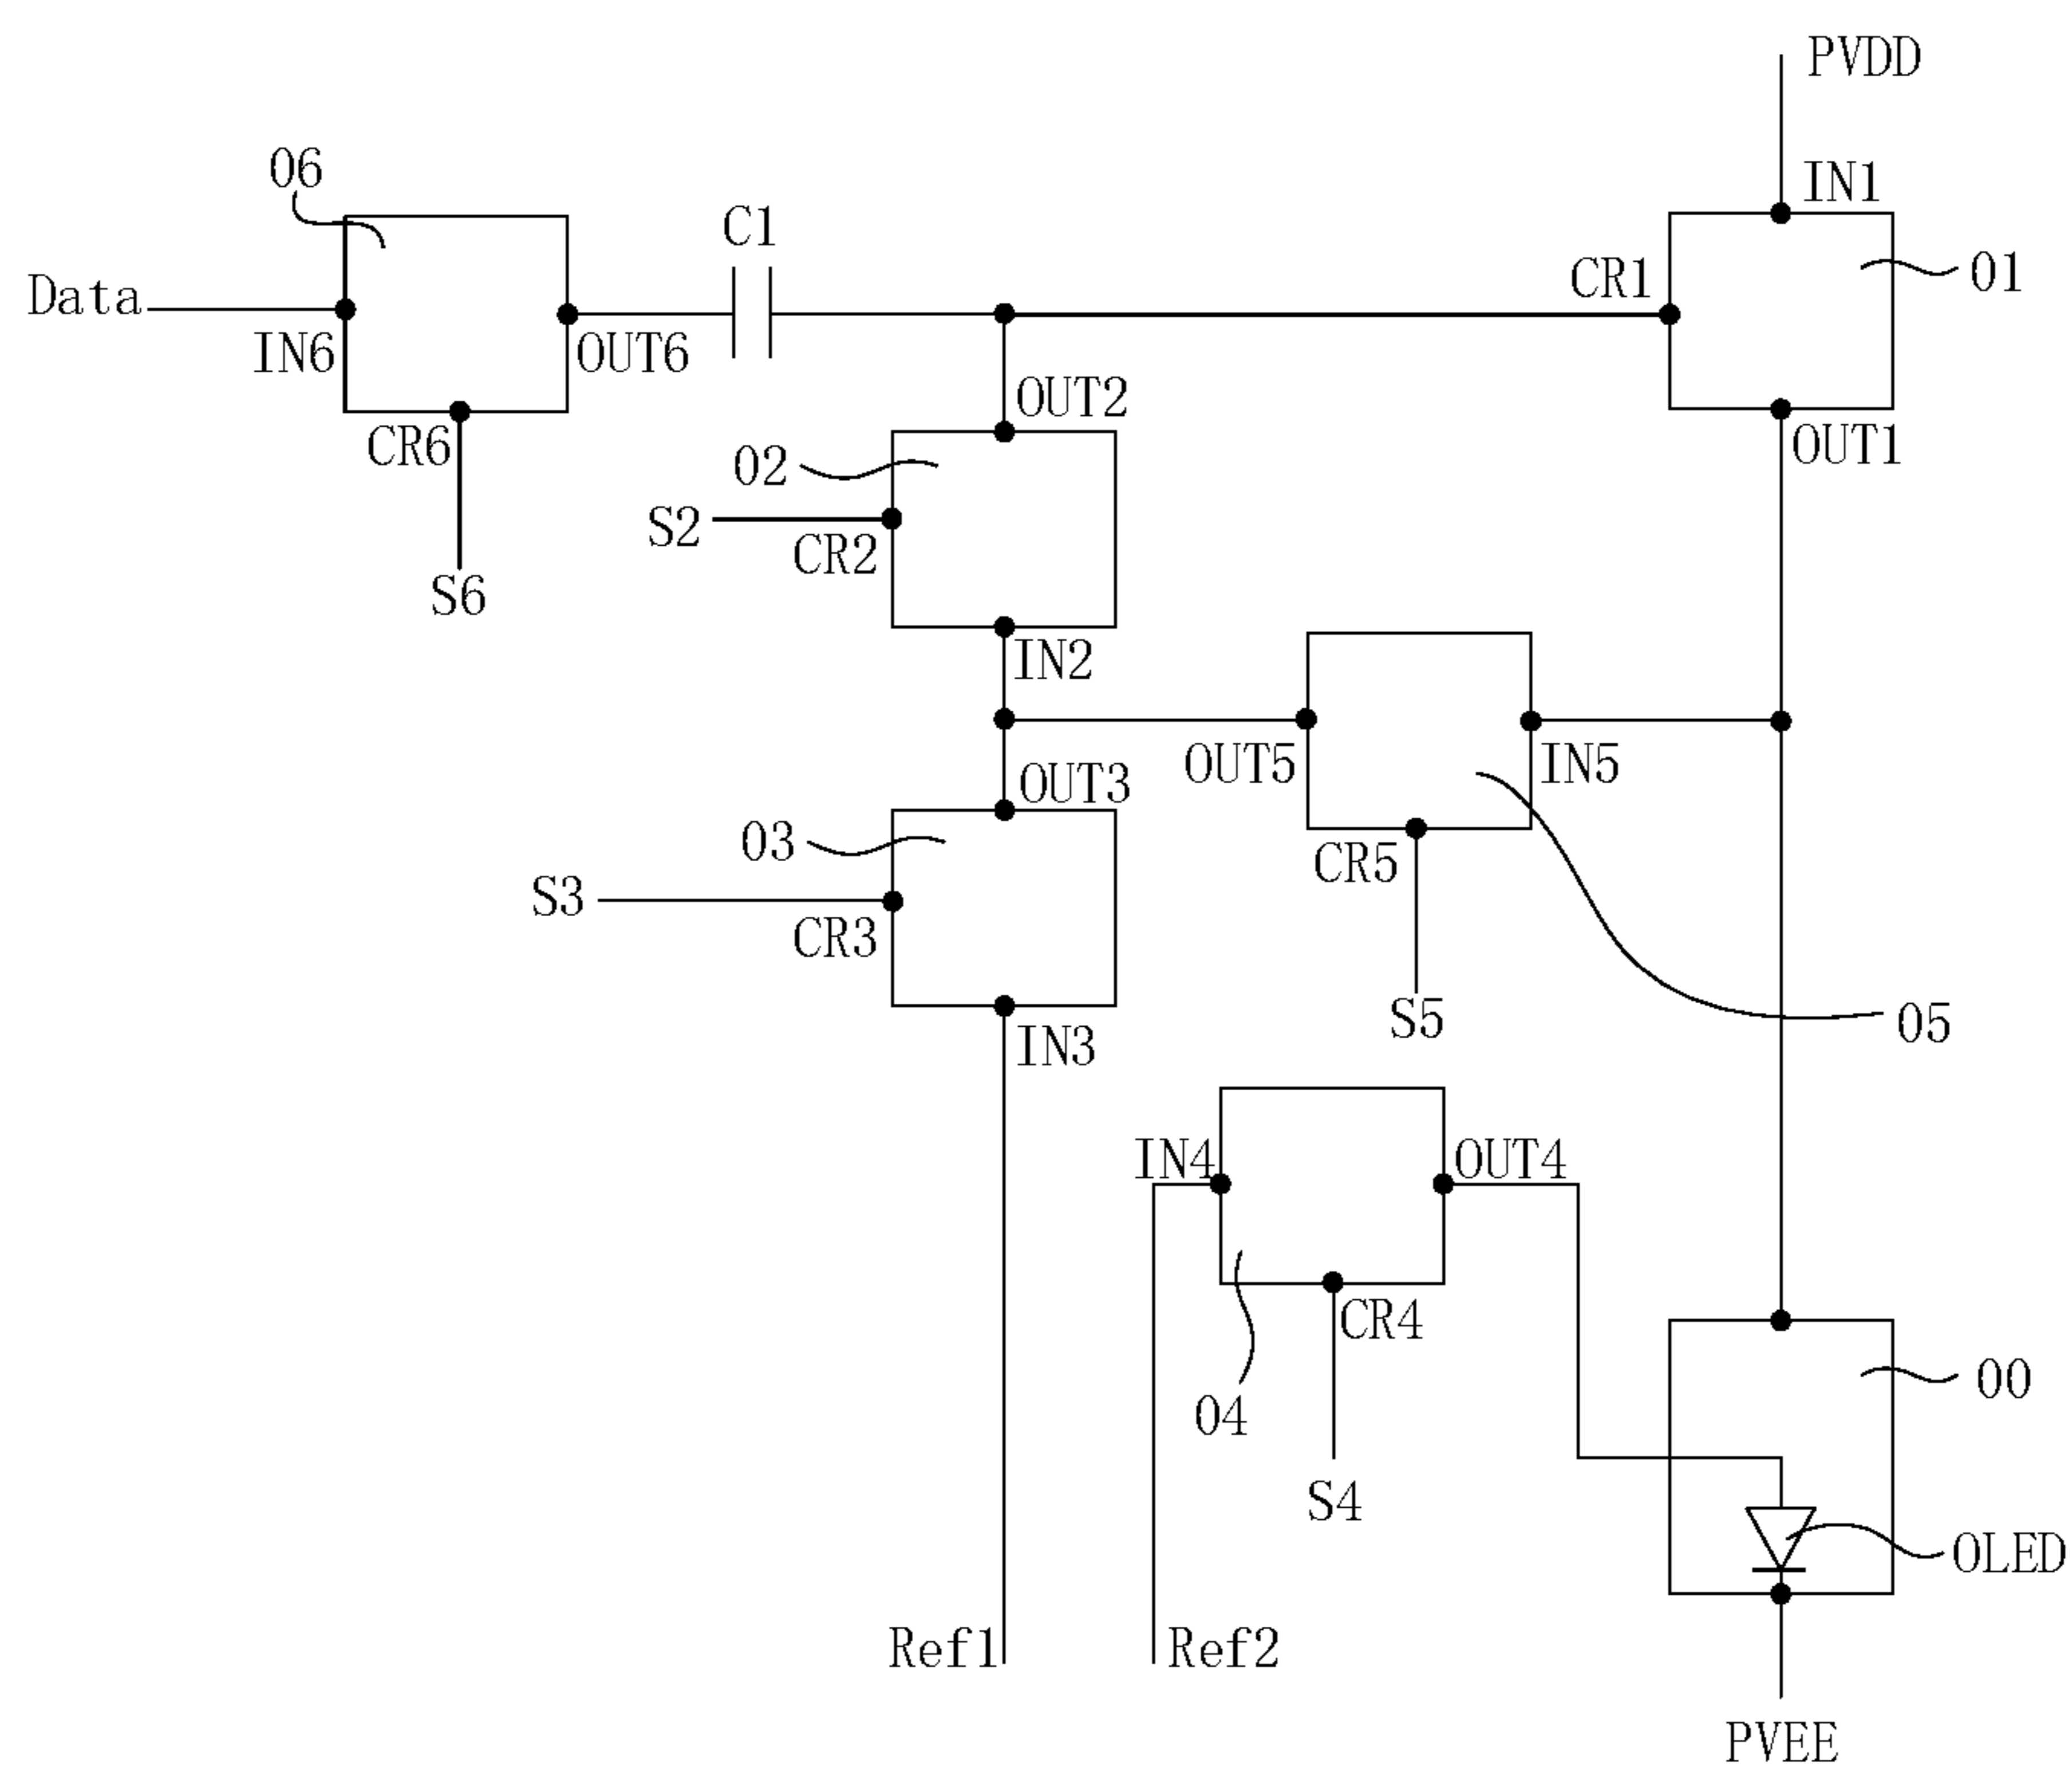 PVDD
06
IN1
C1
CR1
01
Data
IN6
OUT6
OUT2
CR6
OUT1
02
S2
CR2
S6
IN2
OUT5
IN5
OUT3
03
CR5
S3
CR3
S5
05
IN3
IN4
OUT4
CR4
00
04
S4
OLED
Ref1
Ref2
PVEE